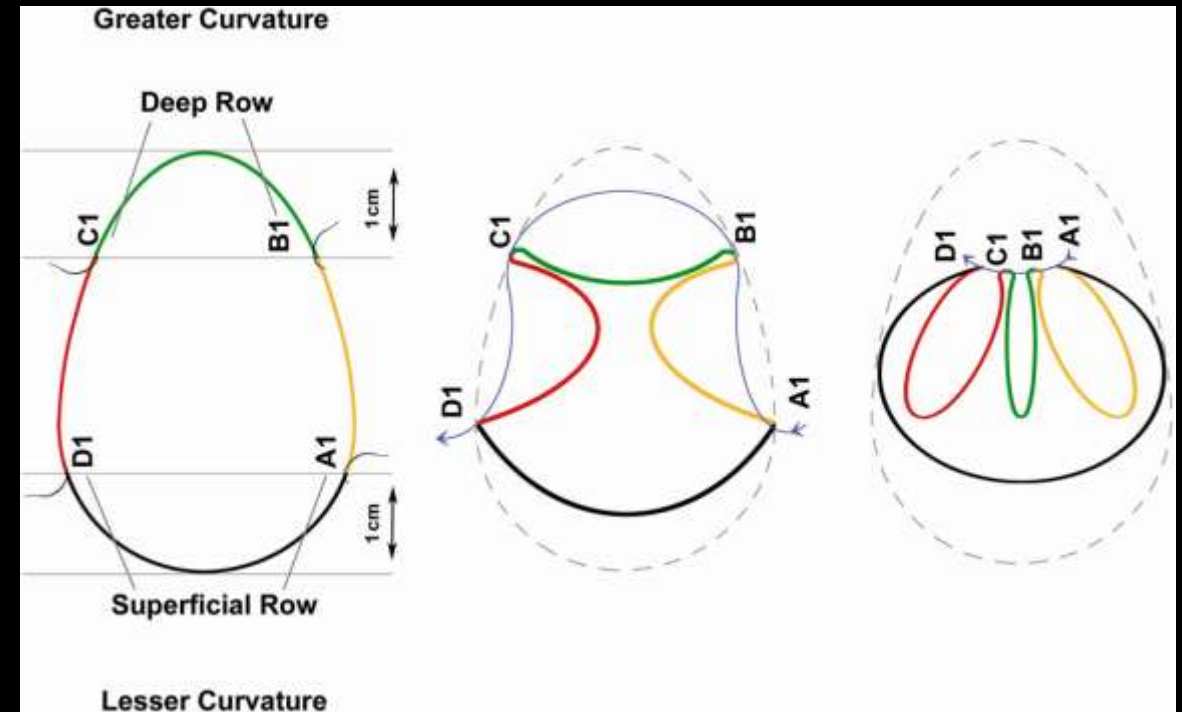 Greater Curvature
Deep Row
C1
B1
1 cm
D1
A1
1 cm
Superficial Row
Lesser Curvature
C1
B1
D1
A1
D1
C1
B1
A1